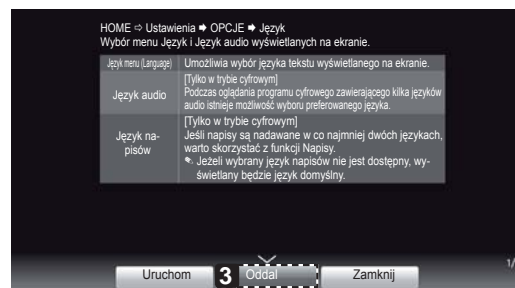 HOME ⇨ Ustawienia ➡ OPCJE ➡ Język
Wybór menu Język i Język audio wyświetlanych na ekranie.
Język menu (Language) Umożliwia wybór języka tekstu wyświetlanego na ekranie.
Język audio
[Tylko w trybie cyfrowym]
Podczas oglądania programu cyfrowego zawierającego kilka języków
audio istnieje możliwość wyboru preferowanego języka.
Język na-
pisów
[Tylko w trybie cyfrowym]
Jeśli napisy są nadawane w co najmniej dwóch językach,
warto skorzystać z funkcji Napisy.
✎ Jeżeli wybrany język napisów nie jest dostępny, wy-
świetlany będzie język domyślny.
Uruchom 3 Oddal Zamknij
1/